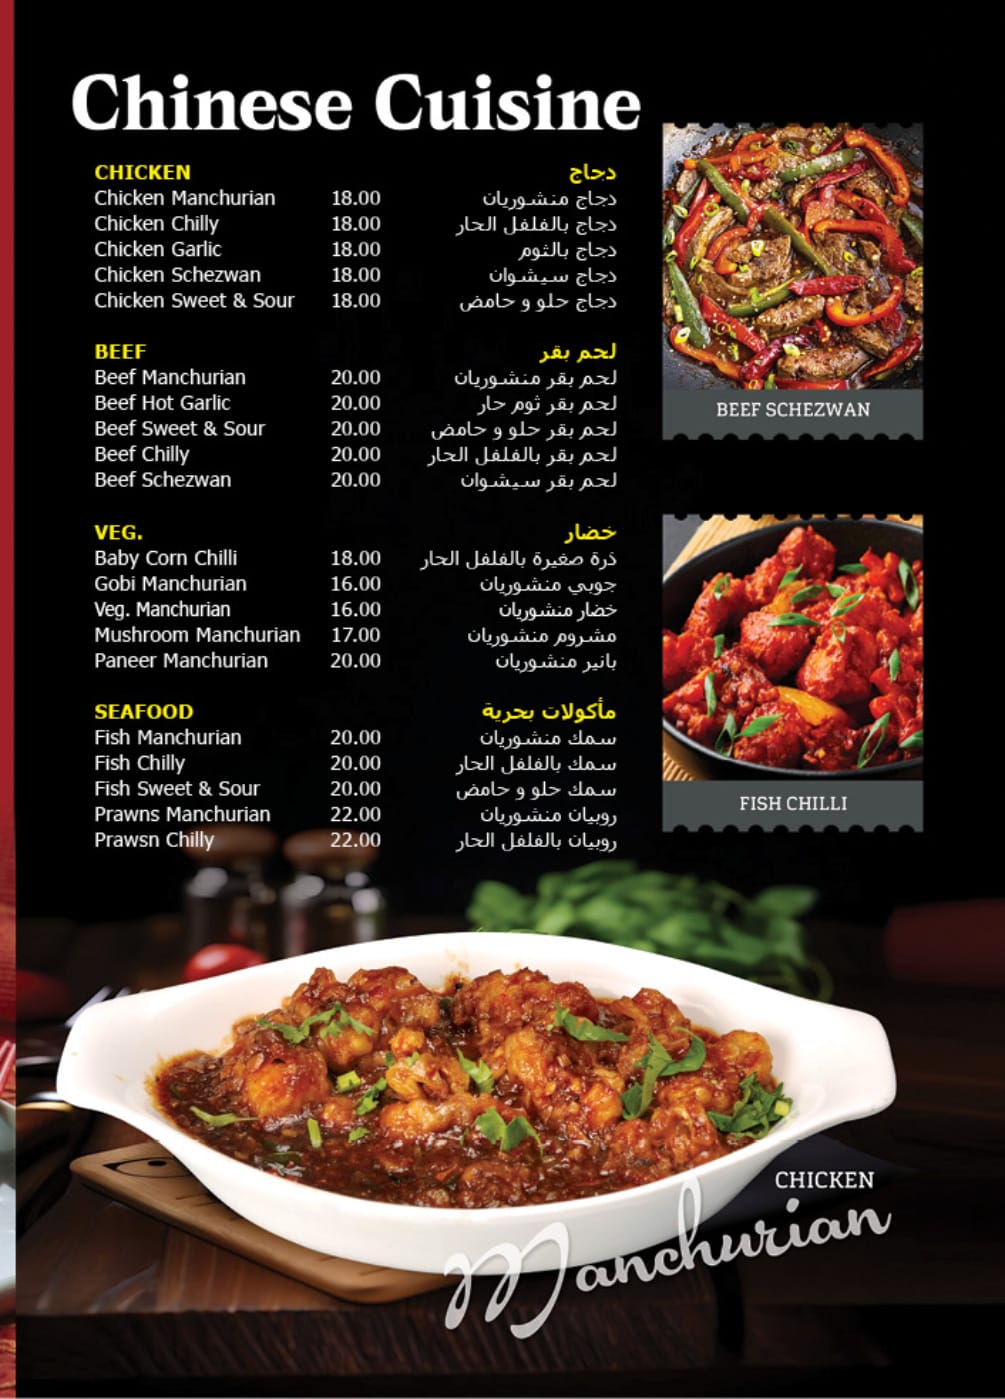 Chinese Cuisine
CHICKEN دجاج
Chicken Manchurian 18.00 دجاج منشوريان
Chicken Chilly 18.00 دجاج بالفلفل الحار
Chicken Garlic 18.00 دجاج بالثوم
Chicken Schezwan 18.00 دجاج سيشوان
Chicken Sweet & Sour 18.00 دجاج حلو و حامض
BEEF لحم بقر
Beef Manchurian 20.00 لحم بقر منشوريان
Beef Hot Garlic 20.00 لحم بقر ثوم حار
Beef Sweet & Sour 20.00 لحم بقر حلو و حامض
Beef Chilly 20.00 لحم بقر بالفلفل الحار
Beef Schezwan 20.00 لحم بقر سيشوان
VEG. خضار
Baby Corn Chilli 18.00 ذرة صغيرة بالفلفل الحار
Gobi Manchurian 16.00 جوبي منشوريان
Veg. Manchurian 16.00 خضار منشوريان
Mushroom Manchurian 17.00 مشروم منشوريان
Paneer Manchurian 20.00 بانير منشوريان
SEAFOOD مأكولات بحرية
Fish Manchurian 20.00 سمك منشوريان
Fish Chilly 20.00 سمك بالفلفل الحار
Fish Sweet & Sour 20.00 سمك حلو و حامض
Prawns Manchurian 22.00 روبيان منشوريان
Prawsn Chilly 22.00 روبيان بالفلفل الحار
BEEF SCHEZWAN
FISH CHILLI
CHICKEN
Manchurian